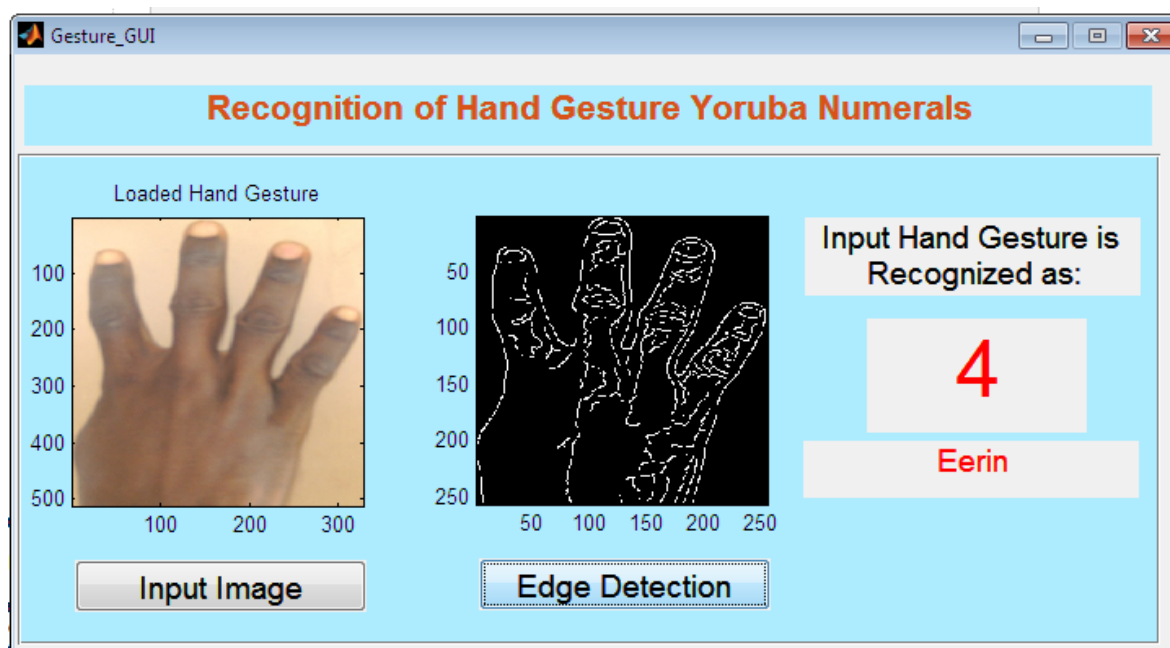 Gesture_GUI
Recognition of Hand Gesture Yoruba Numerals
Loaded Hand Gesture
100
200
300
400
500
100 200 300
Input Image
50
100
150
200
250
50 100 150 200 250
Edge Detection
Input Hand Gesture is
Recognized as:
4
Eerin